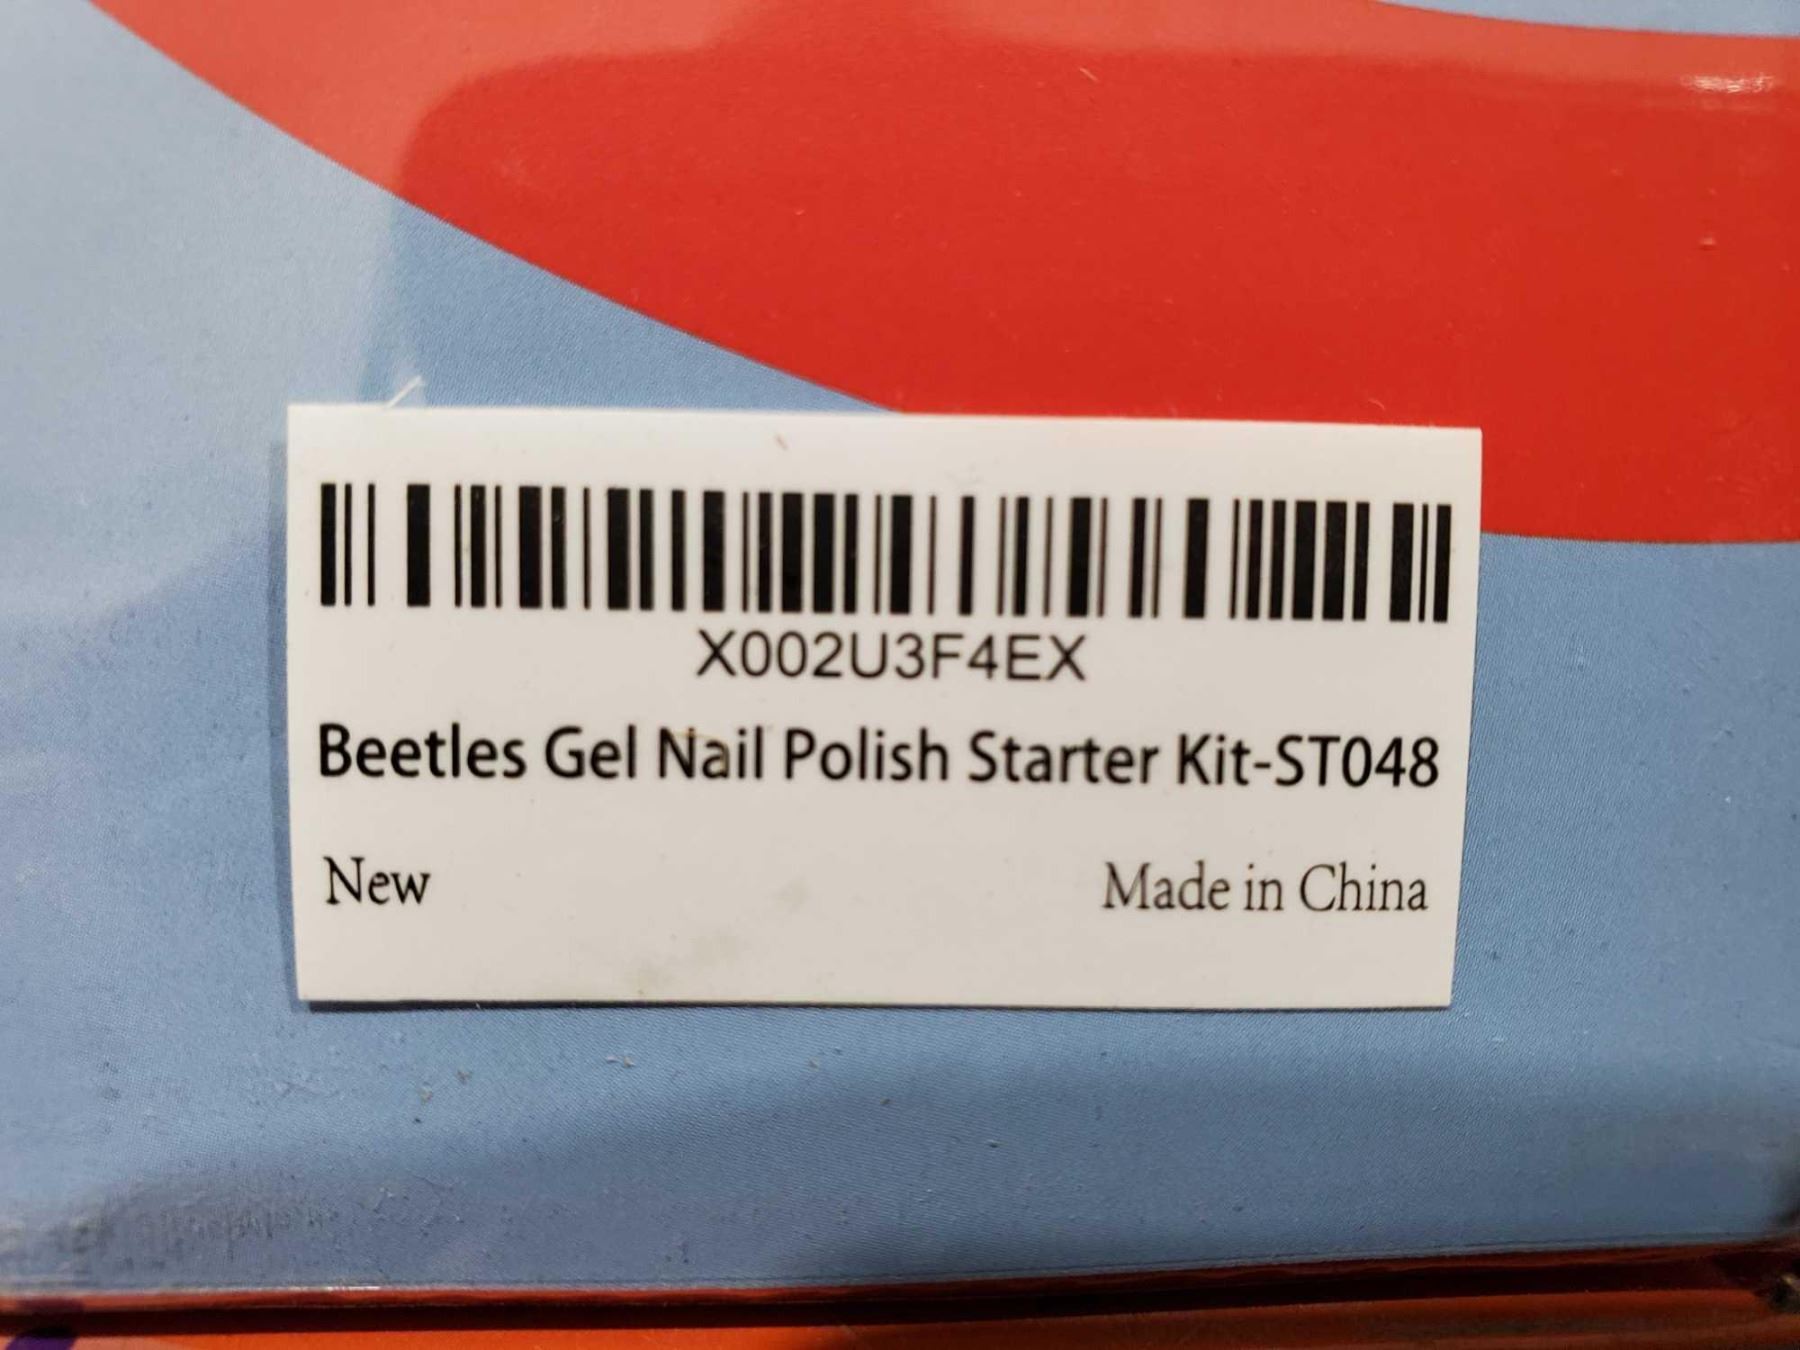 X002U3F4EX
Beetles Gel Nail Polish Starter Kit-ST048
New
Made in China